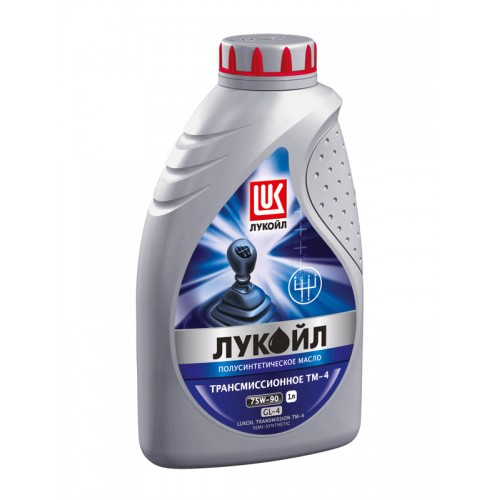 LUK
ЛУКОЙЛ
ЛУКОЙЛ
ПОЛУСИНТЕТИЧЕСКОЕ МАСЛО
ТРАНСМИССИОННОЕ ТМ-4
75W-90 1л
GL-4
LUKOIL TRANSMISSION TM-4
SEMI-SYNTHETIC